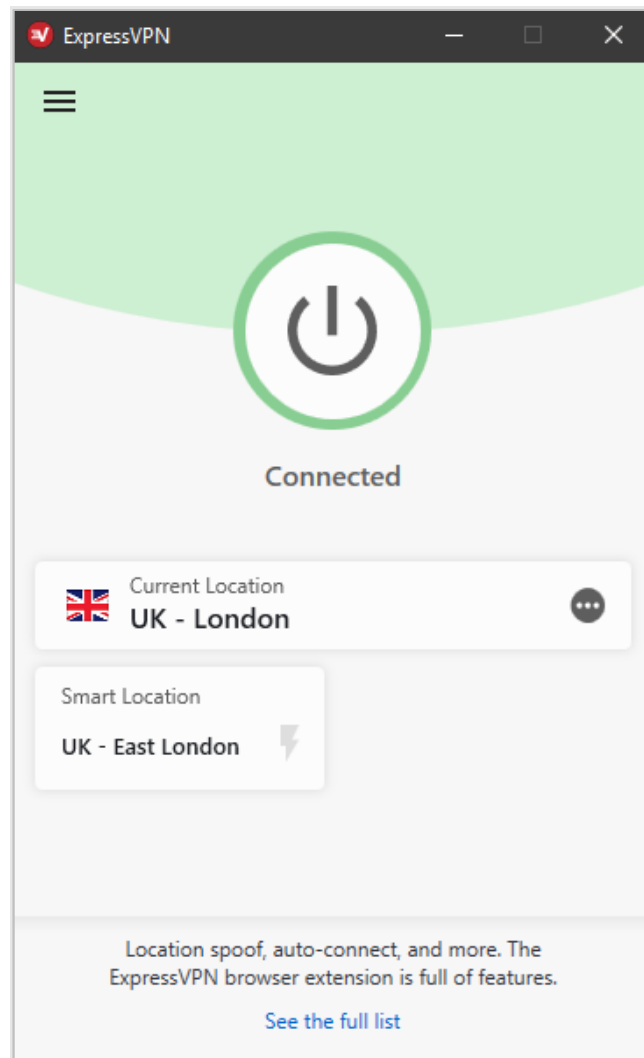 ExpressVPN
Connected
Current Location
UK - London
Smart Location
UK - East London
Location spoof, auto-connect, and more. The
ExpressVPN browser extension is full of features.
See the full list